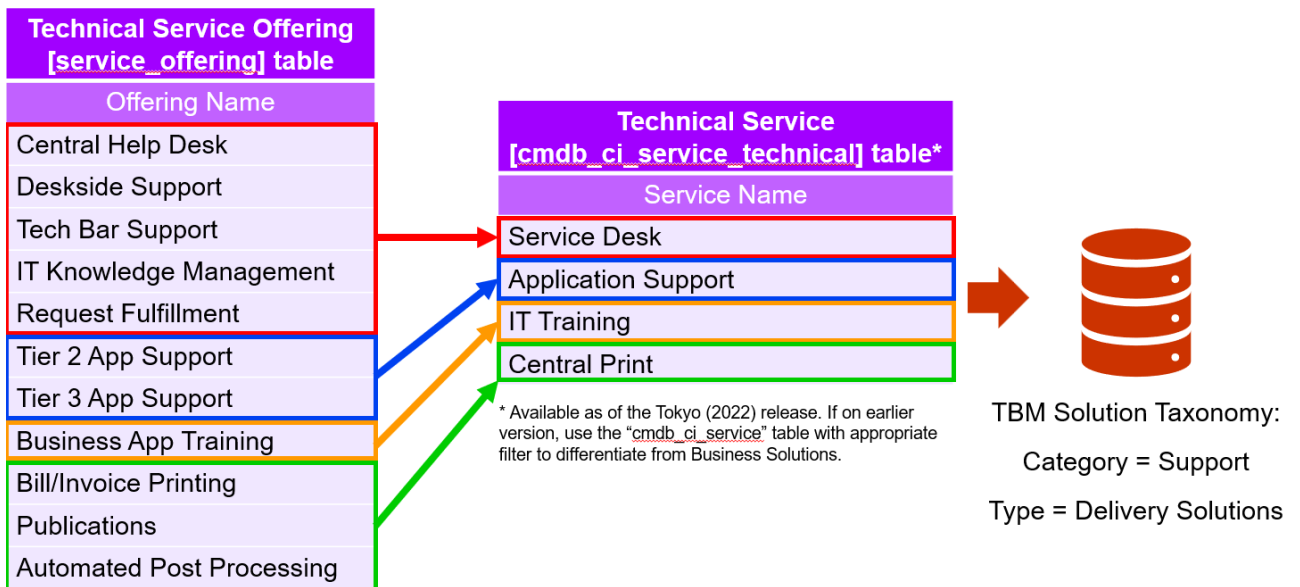 Technical Service Offering
[service_offering] table
Offering Name
Central Help Desk
Deskside Support
Tech Bar Support
IT Knowledge Management
Request Fulfillment
Tier 2 App Support
Tier 3 App Support
Business App Training
Bill/Invoice Printing
Publications
Automated Post Processing
Technical Service
[cmdb_ci_service_technical] table*
Service Name
Service Desk
Application Support
IT Training
Central Print
* Available as of the Tokyo (2022) release. If on earlier
version, use the “cmdb_ci_service” table with appropriate
filter to differentiate from Business Solutions.
TBM Solution Taxonomy:
Category = Support
Type = Delivery Solutions